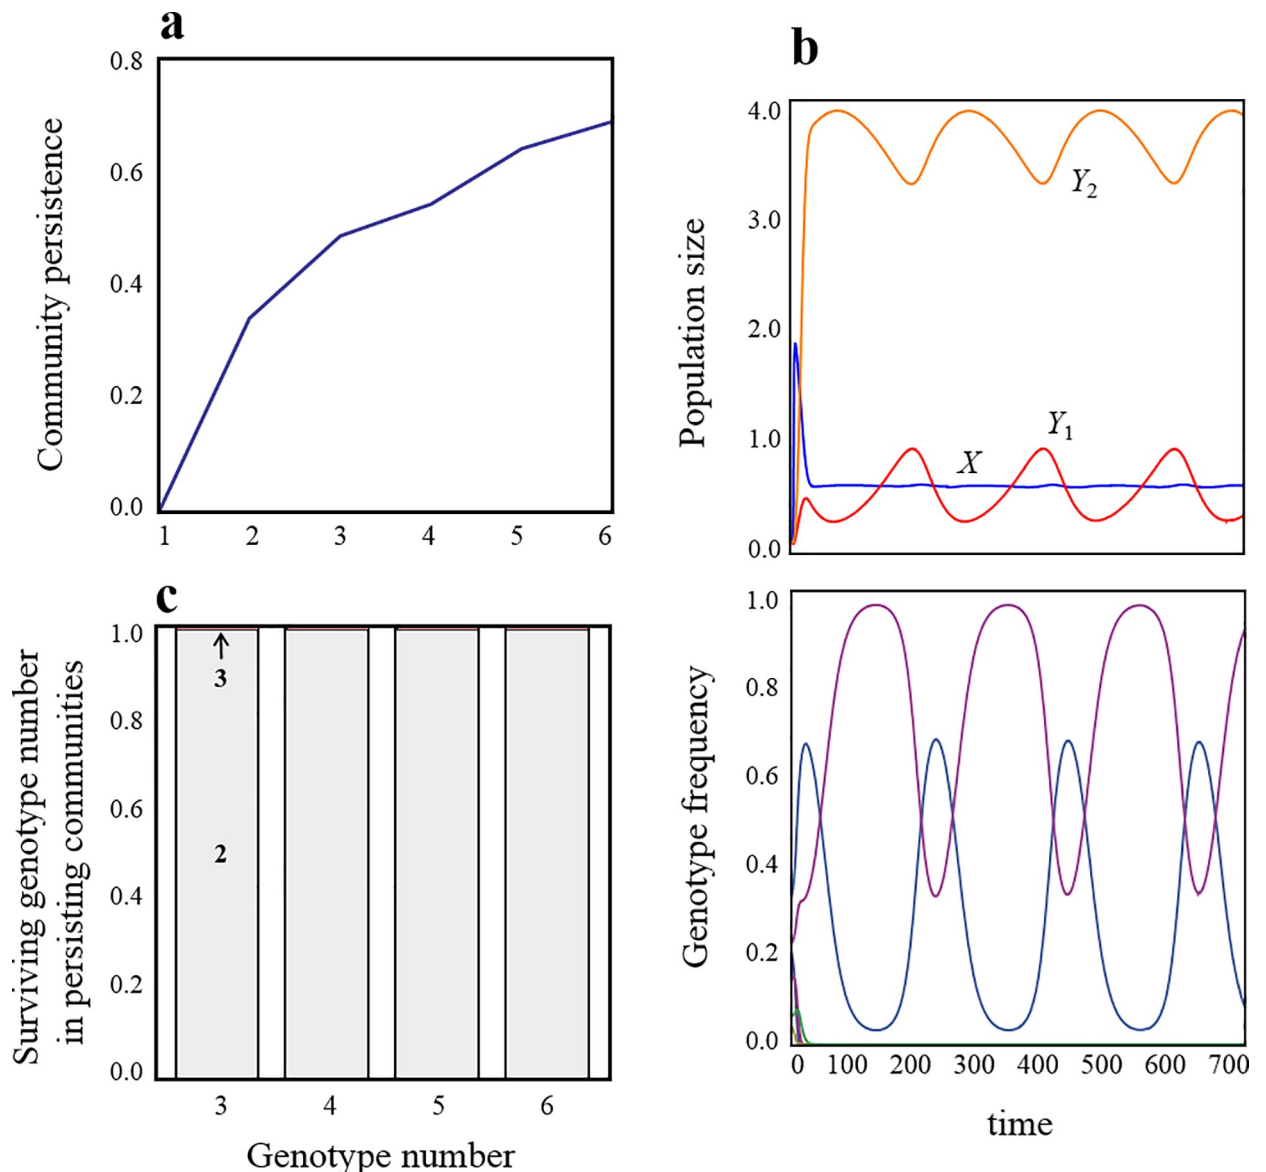 a
Community persistence
0.8
0.6
0.4
0.2
0.0
1 2 3 4 5 6
b
Population size
4.0
3.0
2.0
1.0
0.0
Y2
Y1
X
c
Surviving genotype number
in persisting communities
1.0
0.8
0.6
0.4
0.2
0.0
3
2
3 4 5 6
Genotype number
Genotype frequency
1.0
0.8
0.6
0.4
0.2
0.0
0 100 200 300 400 500 600 700
time